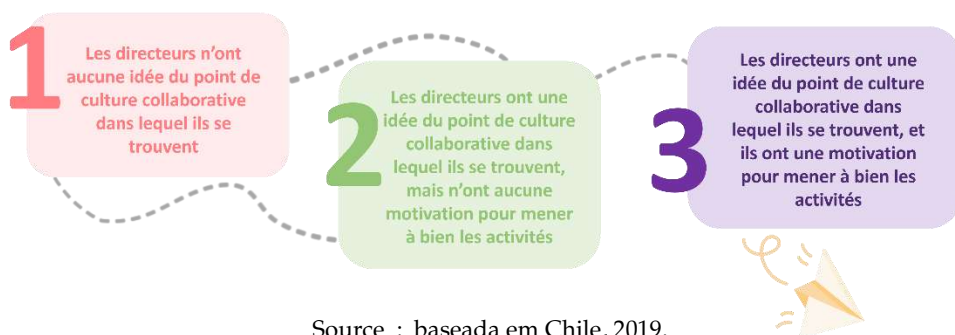 1
Les directeurs n'ont
aucune idée du point de
culture collaborative
dans lequel ils se
trouvent
2
Les directeurs ont une
idée du point de culture
collaborative dans
lequel ils se trouvent,
mais n'ont aucune
motivation pour mener
à bien les activités
3
Les directeurs ont une
idée du point de culture
collaborative dans
lequel ils se trouvent, et
ils ont une motivation
pour mener à bien les
activités
Source : baseada em Chile, 2019.